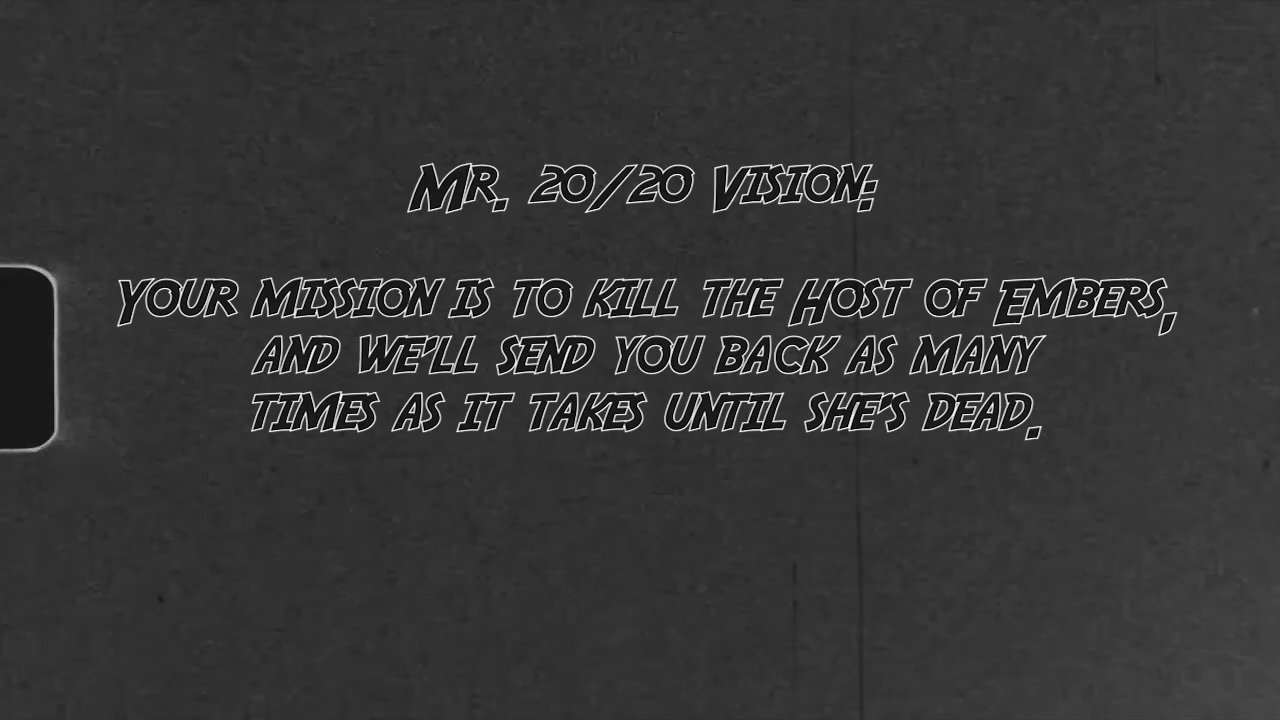 Mr. 20/20 Vision:
Your mission is to kill the Host of Embers,
and we'll send you back as many
times as it takes until she's dead.